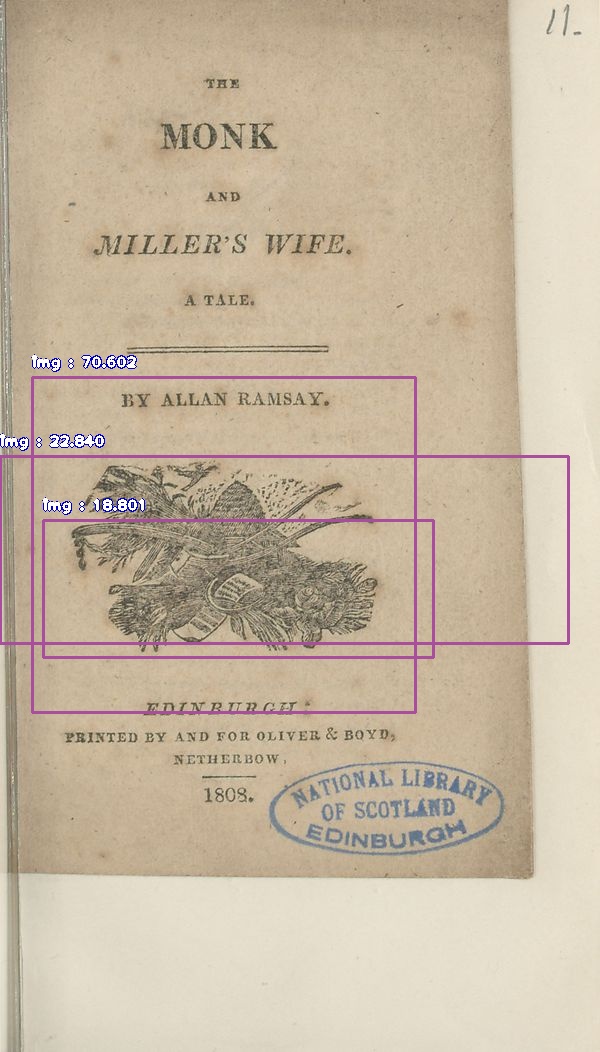 11.
THE
MONK
AND
MILLER'S WIFE.
A TALE.
img : 70.602
BY ALLAN RAMSAY.
img : 22.840
img : 18.801
EDINBURGH:
PRINTED BY AND FOR OLIVER & BOYD,
NETHERBOW,
1808.
NATIONAL LIBRARY
OF SCOTLAND
EDINBURGH